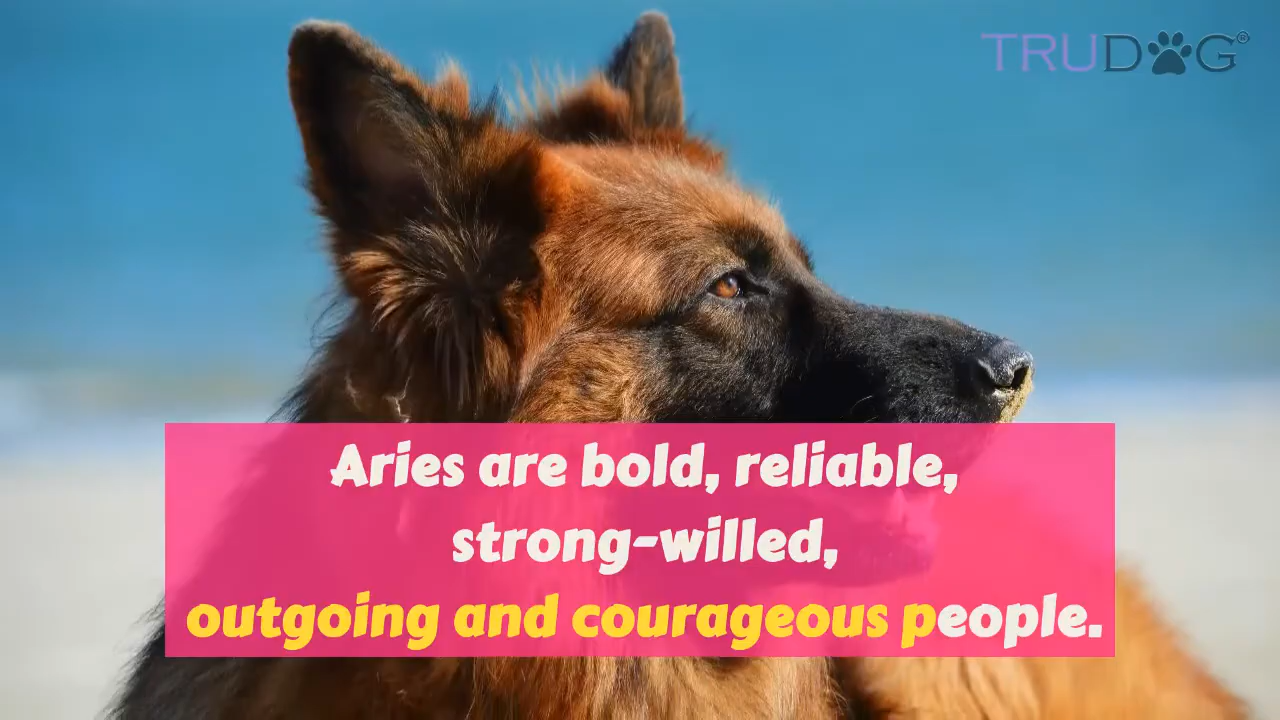 TRUDOG®
Aries are bold, reliable,
strong-willed,
outgoing and courageous people.